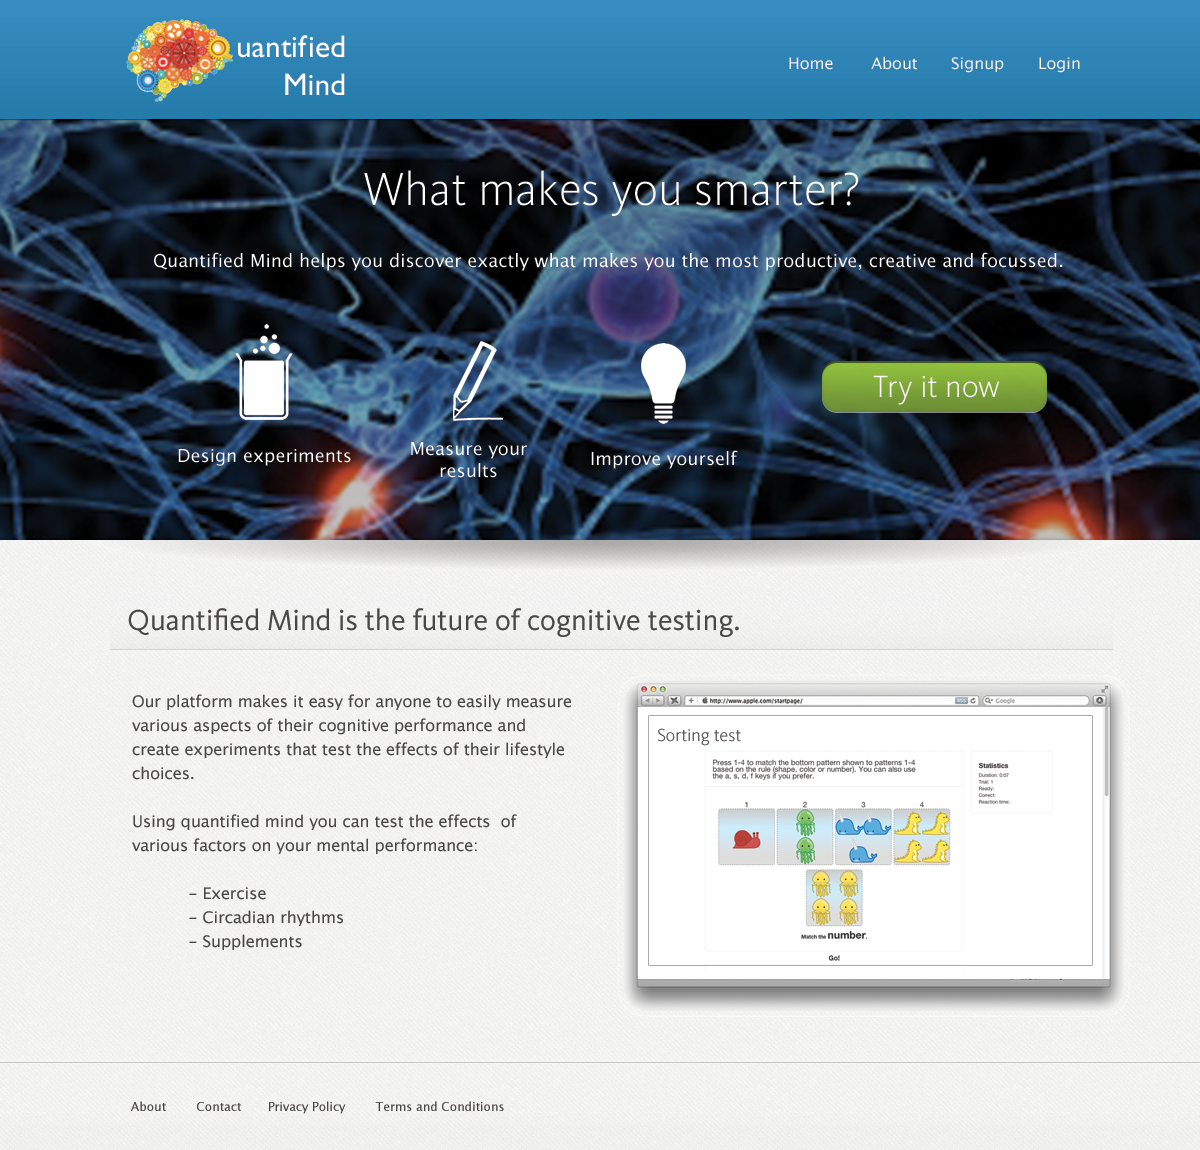 uantified
Mind
Home About Signup Login
What makes you smarter?
Quantified Mind helps you discover exactly what makes you the most productive, creative and focussed.
Try it now
Design experiments
Measure your
results
Improve yourself
Quantified Mind is the future of cognitive testing.
Our platform makes it easy for anyone to easily measure
various aspects of their cognitive performance and
create experiments that test the effects of their lifestyle
choices.
Using quantified mind you can test the effects  of
various factors on your mental performance:
– Exercise
– Circadian rhythms
– Supplements
http://www.apple.com/startpage/
Google
Sorting test
Press 1-4 to match the bottom pattern shown to patterns 1-4
based on the rule (shape, color or number). You can also use
the a, s, d, f keys if you prefer.
Statistics
Duration: 0.07
Trial: 1
Ready:
Correct:
Reaction time:
1 2 3 4
Match the number.
Go!
About Contact Privacy Policy Terms and Conditions